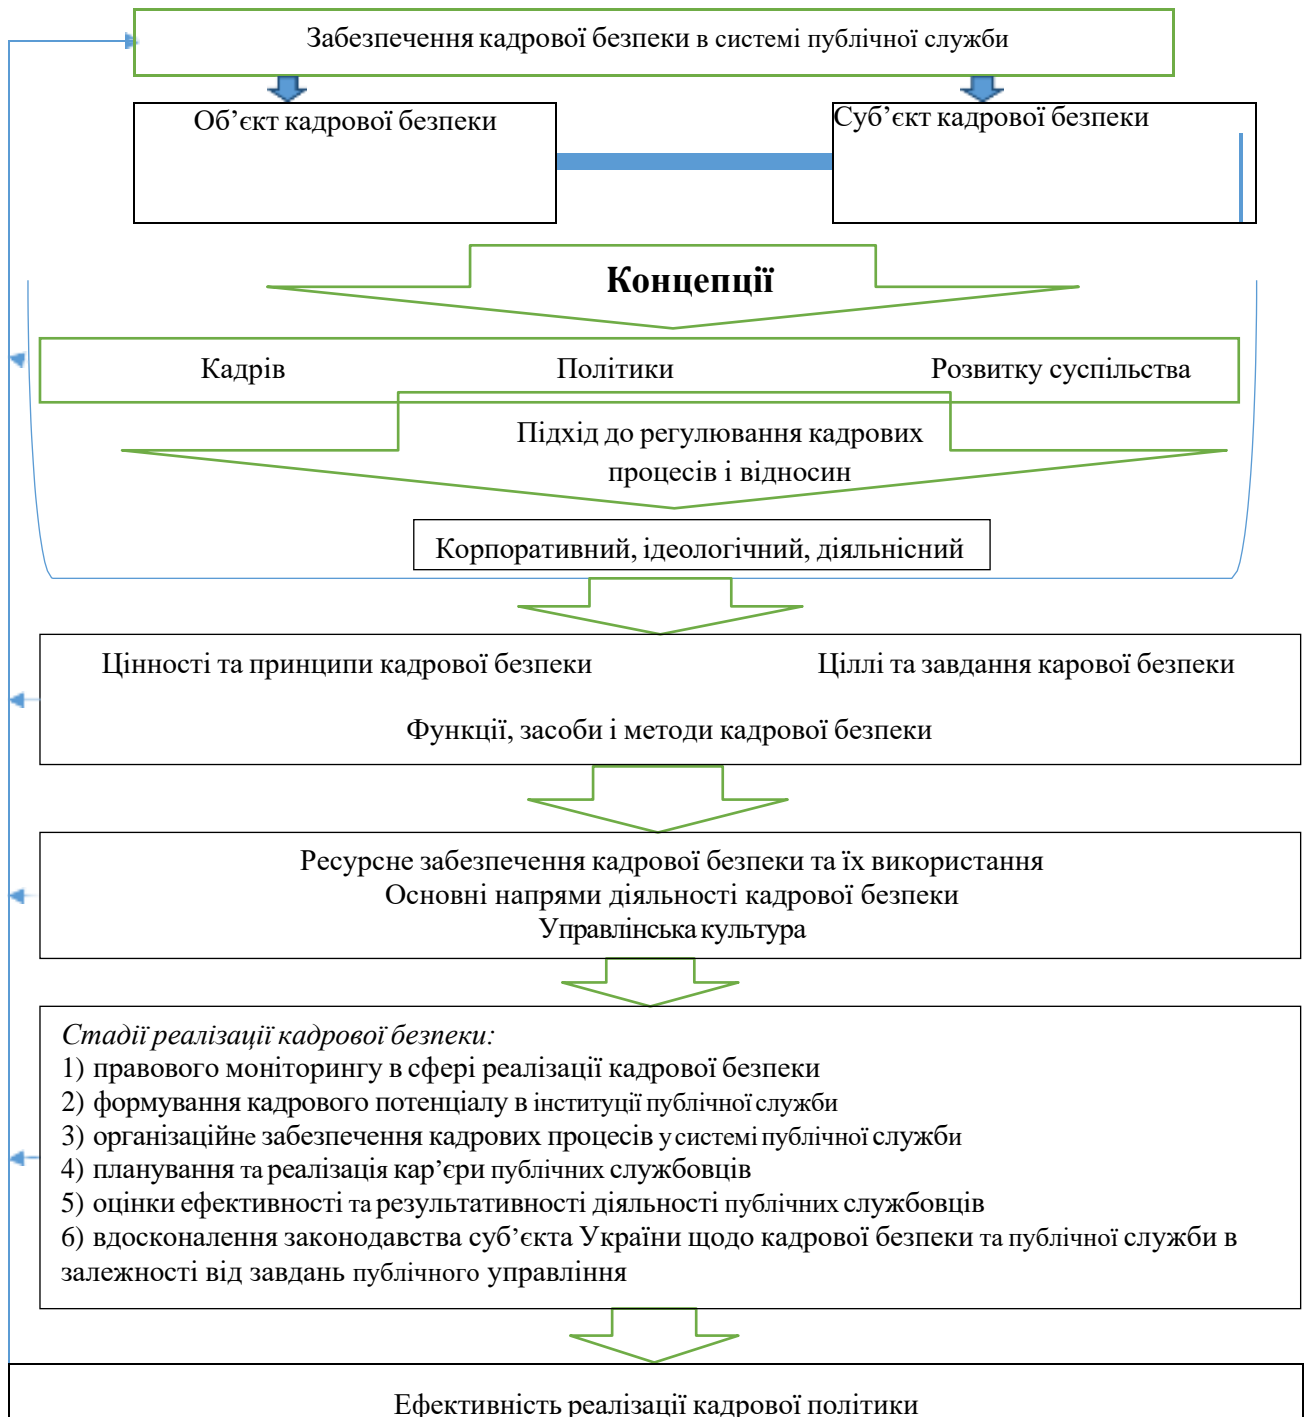 Забезпечення кадрової безпеки в системі публічної служби
Об’єкт кадрової безпеки
Суб’єкт кадрової безпеки
Концепції
Кадрів
Політики
Розвитку суспільства
Підхід до регулювання кадрових
процесів і відносин
Корпоративний, ідеологічний, діяльнісний
Цінності та принципи кадрової безпеки
Ціллі та завдання карової безпеки
Функції, засоби і методи кадрової безпеки
Ресурсне забезпечення кадрової безпеки та їх використання
Основні напрями діяльності кадрової безпеки
Управлінська культура
Стадії реалізації кадрової безпеки:
1) правового моніторингу в сфері реалізації кадрової безпеки
2) формування кадрового потенціалу в інституції публічної служби
3) організаційне забезпечення кадрових процесів у системі публічної служби
4) планування та реалізація кар’єри публічних службовців
5) оцінки ефективності та результативності діяльності публічних службовців
6) вдосконалення законодавства суб’єкта України щодо кадрової безпеки та публічної служби в
залежності від завдань публічного управління
Ефективність реалізації кадрової політики